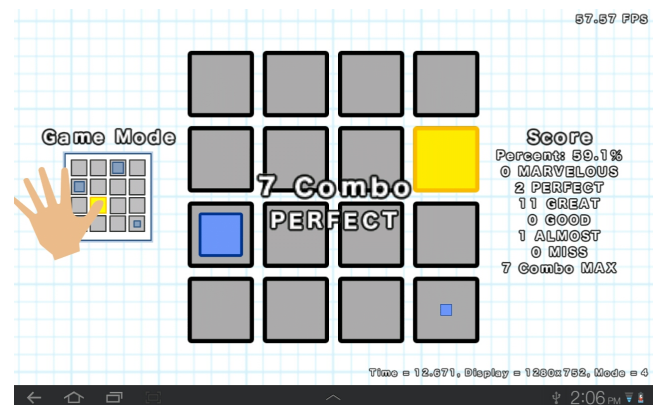 57.57 FPS
Game Mode
7 Combo
PERFECT
Score
Percent: 59.1%
0 MARVELOUS
2 PERFECT
11 GREAT
0 GOOD
1 ALMOST
0 MISS
7 Combo MAX
Time = 12.671, Display = 1280x752, Mode = 4
2:06 PM